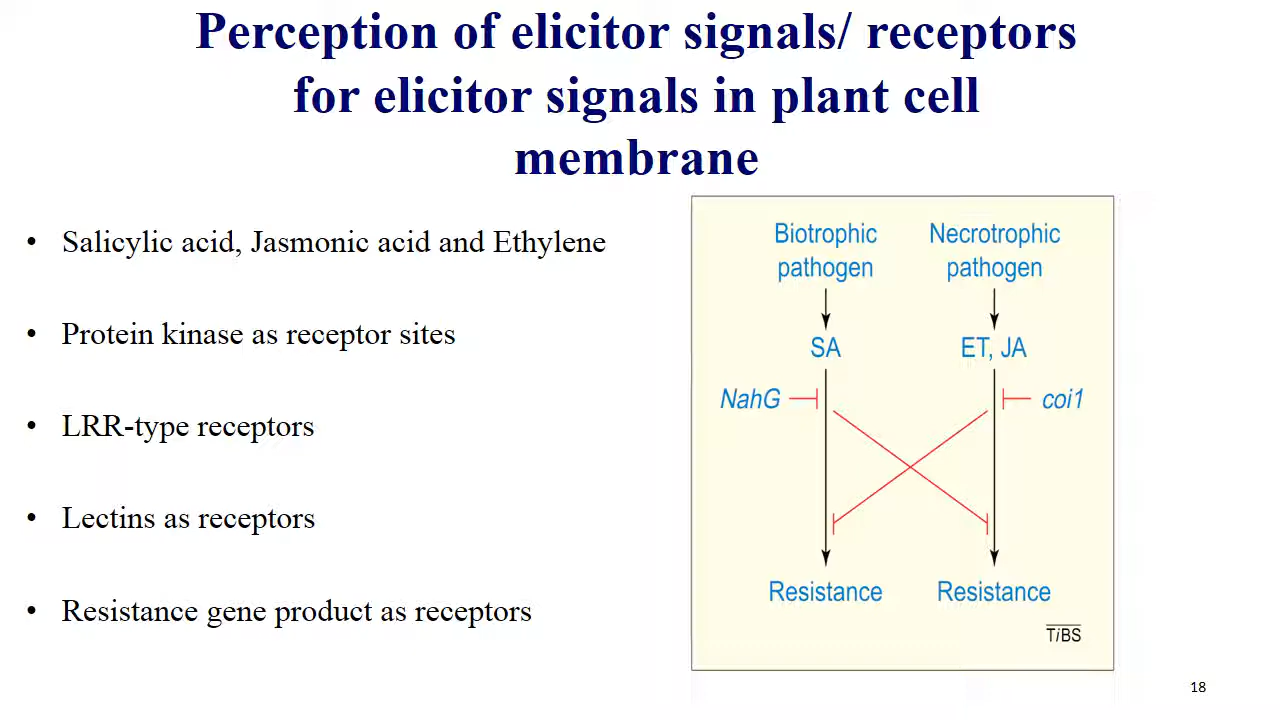 Perception of elicitor signals/ receptors
for elicitor signals in plant cell
membrane
• Salicylic acid, Jasmonic acid and Ethylene
• Protein kinase as receptor sites
• LRR-type receptors
• Lectins as receptors
• Resistance gene product as receptors
Biotrophic
pathogen
Necrotrophic
pathogen
SA
ET, JA
NahG
coi1
Resistance
Resistance
TiBS
18